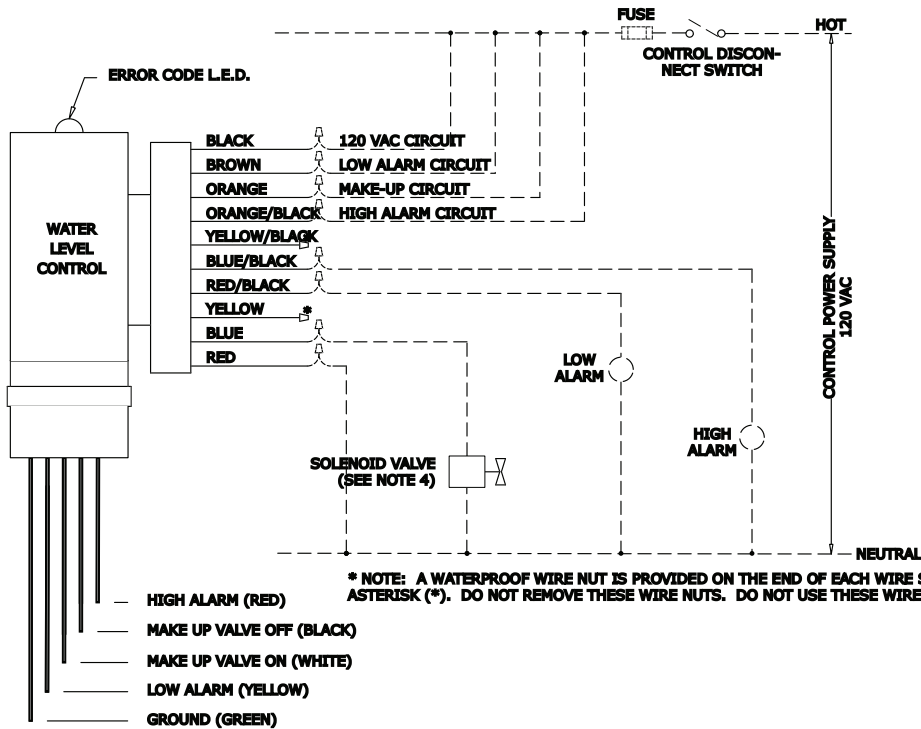 FUSE
HOT
CONTROL DISCON-
NECT SWITCH
ERROR CODE L.E.D.
BLACK
120 VAC CIRCUIT
BROWN
LOW ALARM CIRCUIT
ORANGE
MAKE-UP CIRCUIT
ORANGE/BLACK
HIGH ALARM CIRCUIT
YELLOW/BLACK
*
BLUE/BLACK
RED/BLACK
YELLOW
*
BLUE
RED
WATER
LEVEL
CONTROL
CONTROL POWER SUPPLY
120 VAC
LOW
ALARM
HIGH
ALARM
SOLENOID VALVE
(SEE NOTE 4)
NEUTRAL
* NOTE: A WATERPROOF WIRE NUT IS PROVIDED ON THE END OF EACH WIRE
ASTERISK (*). DO NOT REMOVE THESE WIRE NUTS. DO NOT USE THESE WIRE
HIGH ALARM (RED)
MAKE UP VALVE OFF (BLACK)
MAKE UP VALVE ON (WHITE)
LOW ALARM (YELLOW)
GROUND (GREEN)